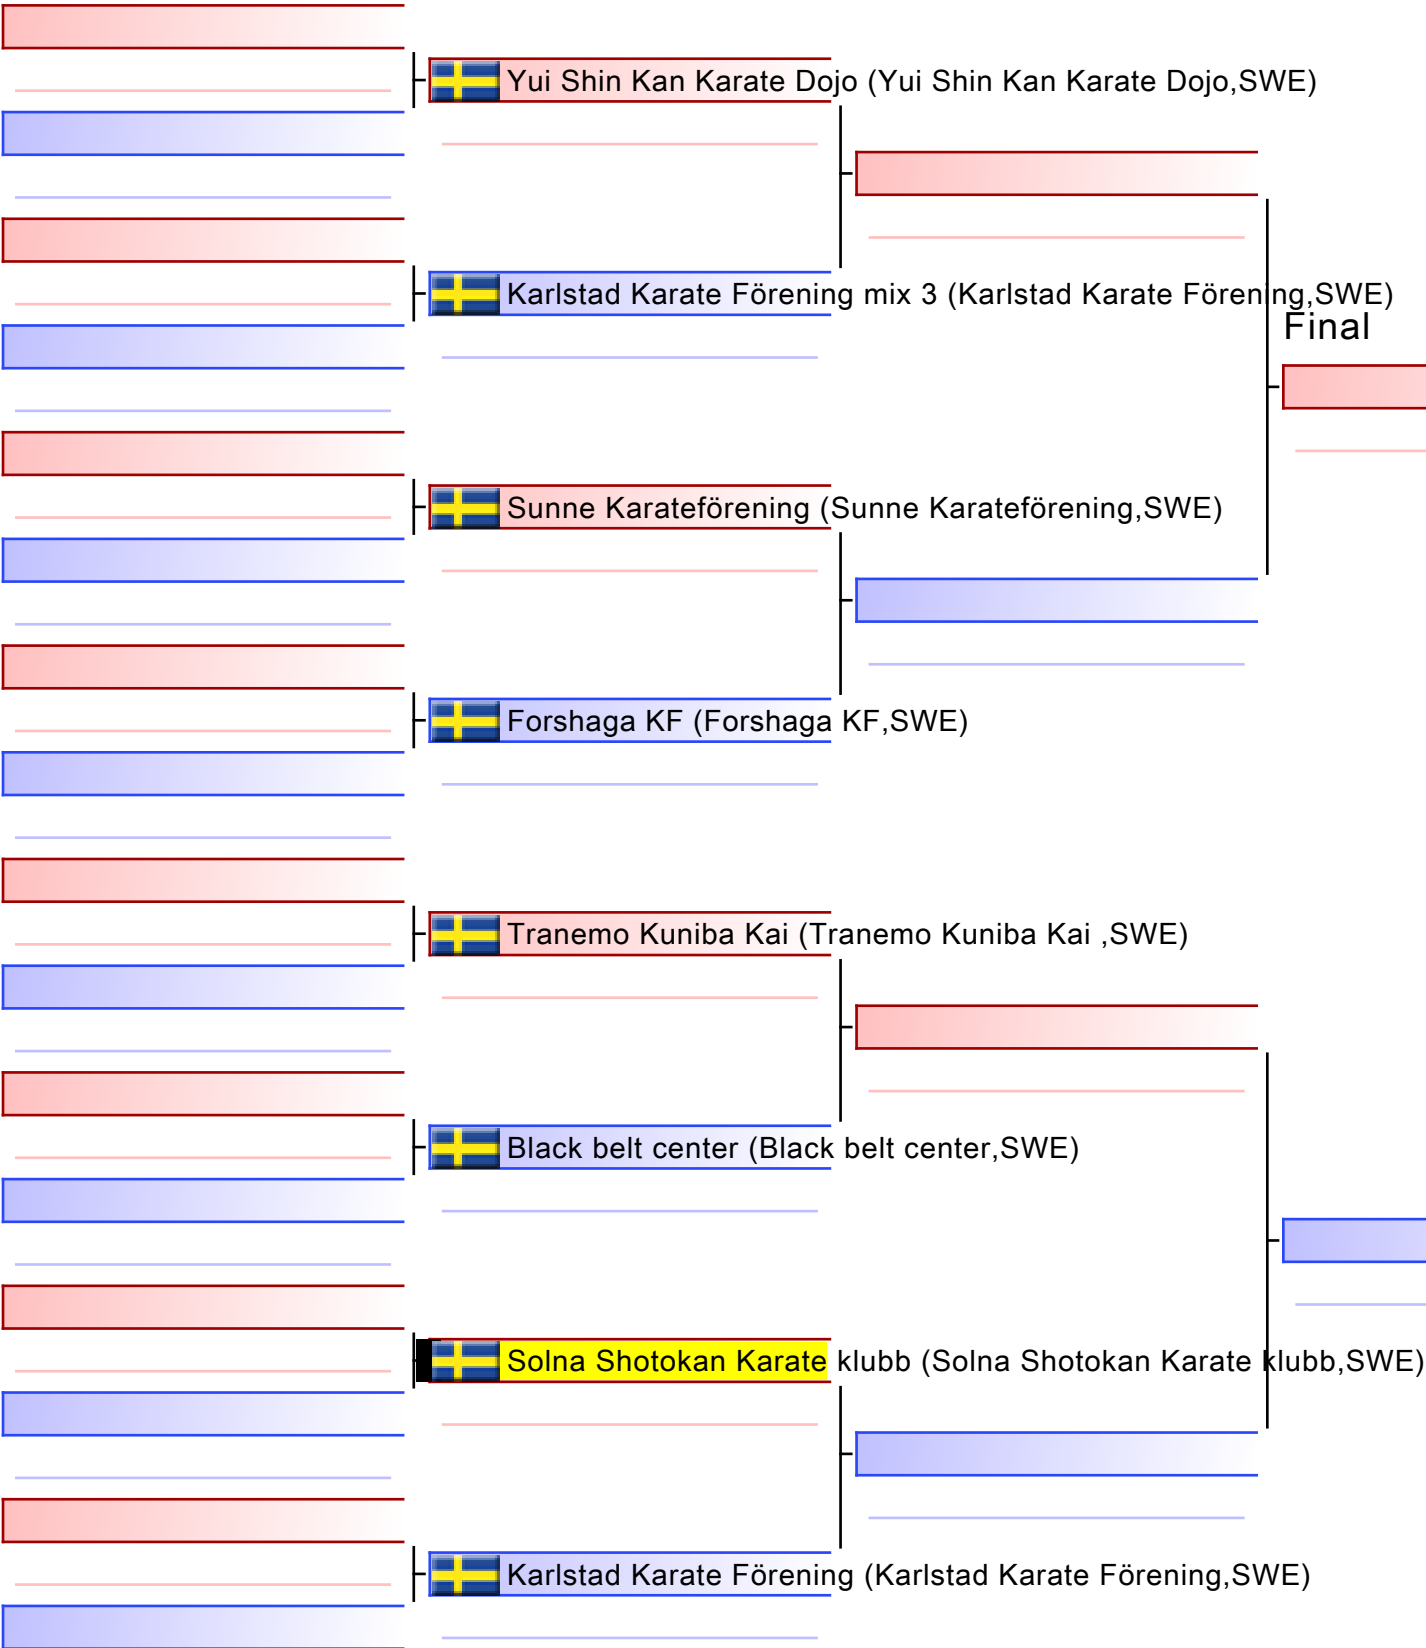 Yui Shin Kan Karate Dojo (Yui Shin Kan Karate Dojo,SWE)
Karlstad Karate Förening mix 3 (Karlstad Karate Förening,SWE)
Final
Sunne Karateförening (Sunne Karateförening,SWE)
Forshaga KF (Forshaga KF,SWE)
Tranemo Kuniba Kai (Tranemo Kuniba Kai ,SWE)
Black belt center (Black belt center,SWE)
Solna Shotokan Karate klubb (Solna Shotokan Karate klubb,SWE)
Karlstad Karate Förening (Karlstad Karate Förening,SWE)